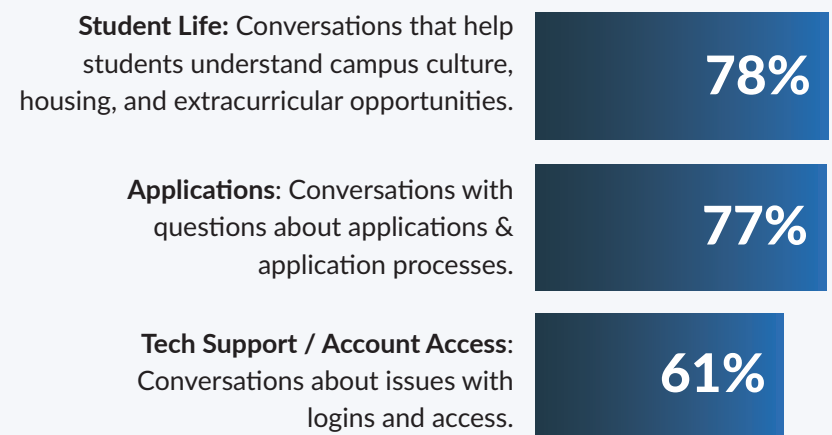 Student Life: Conversations that help
students understand campus culture,
housing, and extracurricular opportunities.
78%
Applications: Conversations with
questions about applications &
application processes.
77%
Tech Support / Account Access:
Conversations about issues with
logins and access.
61%